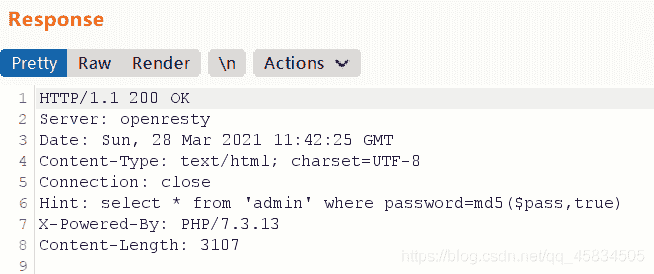 Response
Pretty Raw Render \n Actions
1 HTTP/1.1 200 OK
2 Server: openresty
3 Date: Sun, 28 Mar 2021 11:42:25 GMT
4 Content-Type: text/html; charset=UTF-8
5 Connection: close
6 Hint: select * from 'admin' where password=md5($pass,true)
7 X-Powered-By: PHP/7.3.13
8 Content-Length: 3107
9
https://blog.csdn.net/qq_45834505